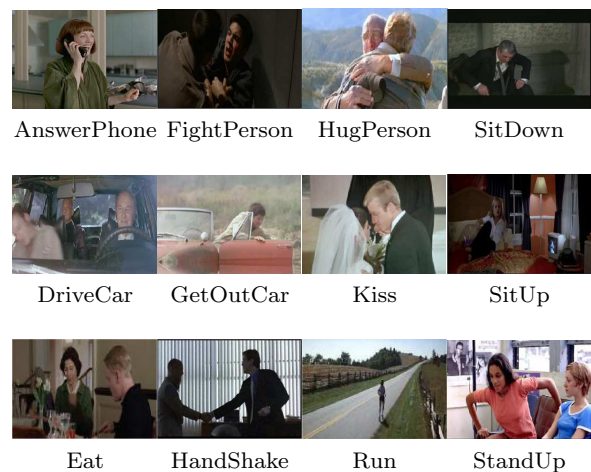 AnswerPhone FightPerson HugPerson SitDown
DriveCar GetOutCar Kiss SitUp
Eat HandShake Run StandUp